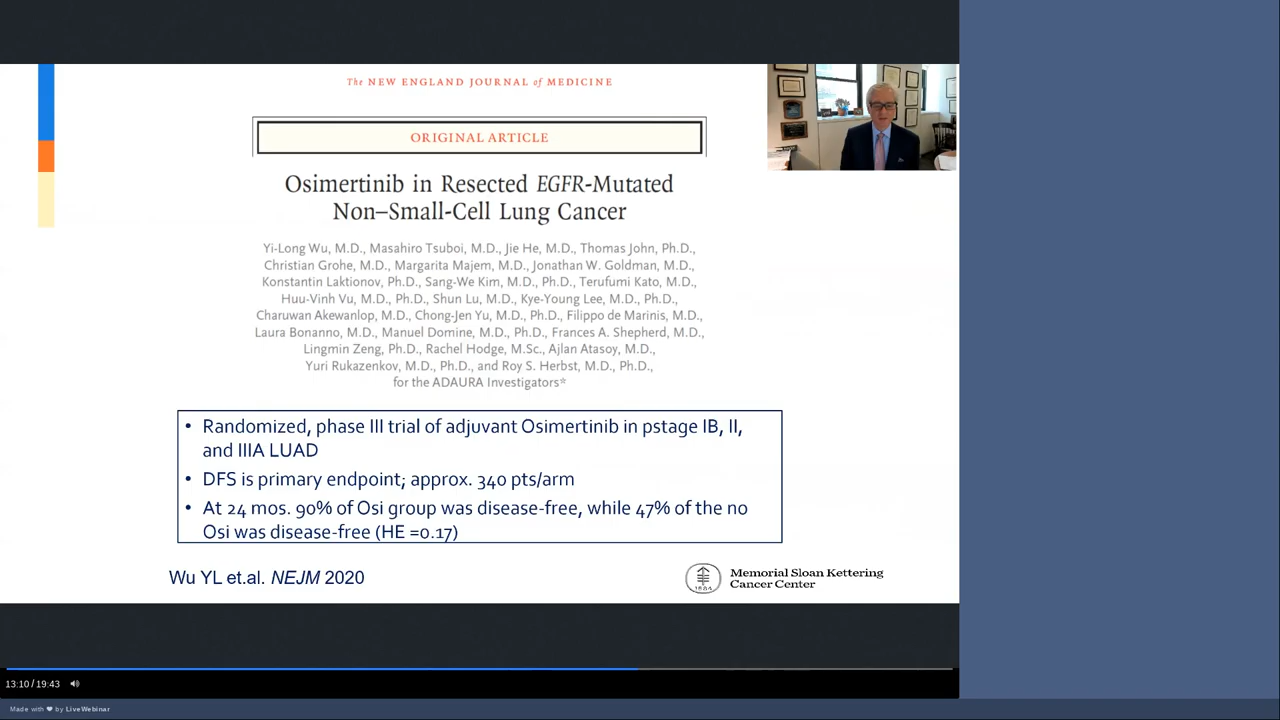 The NEW ENGLAND JOURNAL of MEDICINE
ORIGINAL ARTICLE
Osimertinib in Resected EGFR-Mutated
Non–Small-Cell Lung Cancer
Yi-Long Wu, M.D., Masahiro Tsuboi, M.D., Jie He, M.D., Thomas John, Ph.D.,
Christian Grohe, M.D., Margarita Majem, M.D., Jonathan W. Goldman, M.D.,
Konstantin Laktionov, Ph.D., Sang-We Kim, M.D., Ph.D., Terufumi Kato, M.D.,
Huu-Vinh Vu, M.D., Ph.D., Shun Lu, M.D., Kye-Young Lee, M.D., Ph.D.,
Charuwan Akewanlop, M.D., Chong-Jen Yu, M.D., Ph.D., Filippo de Marinis, M.D.,
Laura Bonanno, M.D., Manuel Domine, M.D., Ph.D., Frances A. Shepherd, M.D.,
Lingmin Zeng, Ph.D., Rachel Hodge, M.Sc., Ajlan Atasoy, M.D.,
Yuri Rukazenkov, M.D., Ph.D., and Roy S. Herbst, M.D., Ph.D.,
for the ADAURA Investigators*
• Randomized, phase III trial of adjuvant Osimertinib in pstage IB, II,
and IIIA LUAD
• DFS is primary endpoint; approx. 340 pts/arm
• At 24 mos. 90% of Osi group was disease-free, while 47% of the no
Osi was disease-free (HE =0.17)
Wu YL et.al. NEJM 2020
1884
Memorial Sloan Kettering
Cancer Center
13:10 / 19:43
Made with ❤ by LiveWebinar